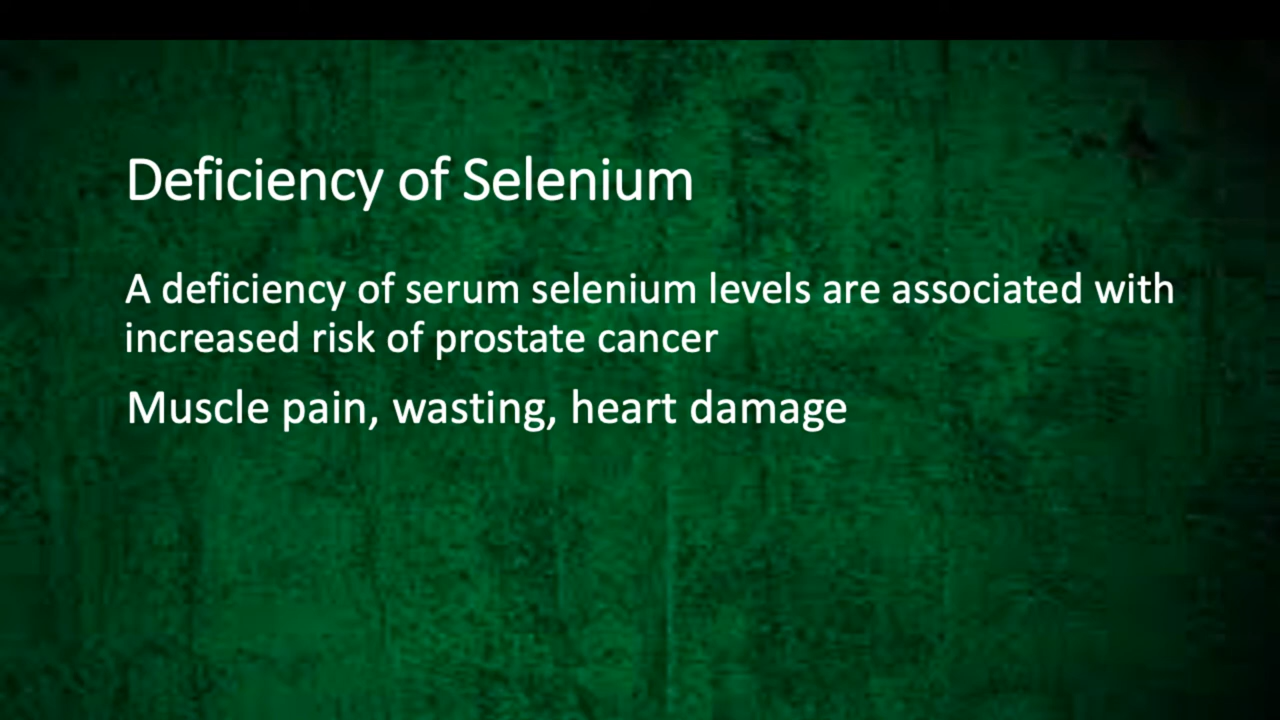 Deficiency of Selenium
A deficiency of serum selenium levels are associated with
increased risk of prostate cancer
Muscle pain, wasting, heart damage